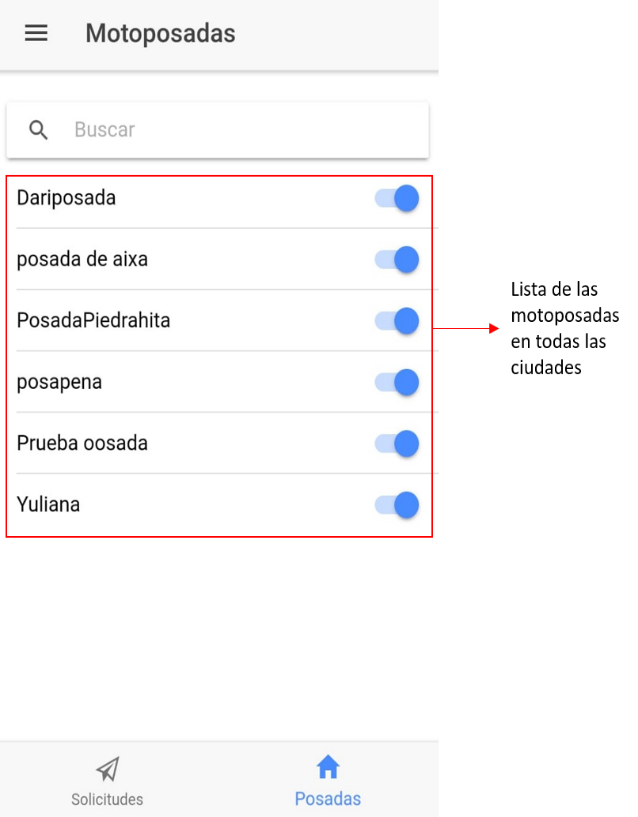 Motoposadas
Buscar
Dariposada
posada de aixa
PosadaPiedrahita
posapena
Prueba oosada
Yuliana
Lista de las
motoposadas
en todas las
ciudades
Solicitudes
Posadas